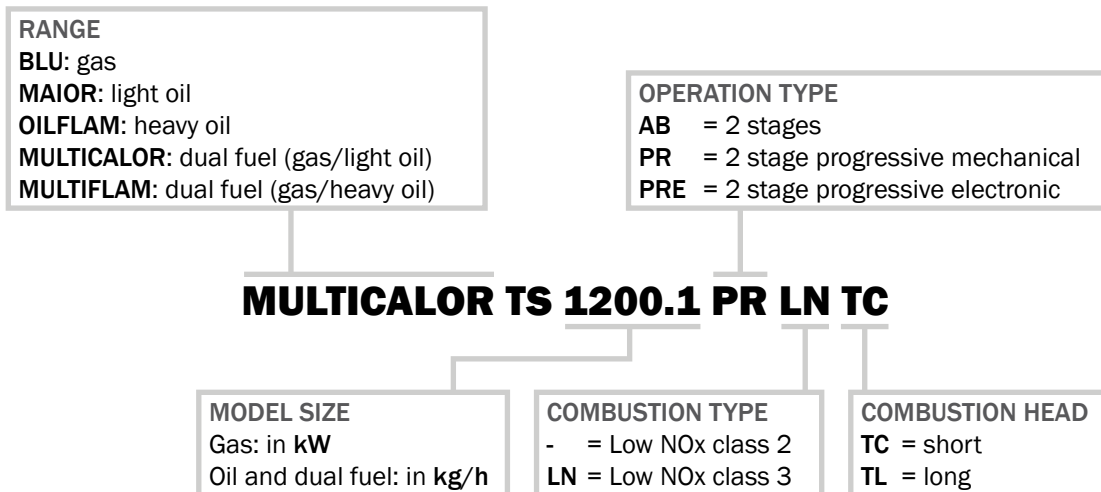 RANGE
BLU: gas
MAIOR: light oil
OILFLAM: heavy oil
MULTICALOR: dual fuel (gas/light oil)
MULTIFLAM: dual fuel (gas/heavy oil)
OPERATION TYPE
AB = 2 stages
PR = 2 stage progressive mechanical
PRE = 2 stage progressive electronic
MULTICALOR TS 1200.1 PR LN TC
MODEL SIZE
Gas: in kW
Oil and dual fuel: in kg/h
COMBUSTION TYPE
- = Low NOx class 2
LN = Low NOx class 3
COMBUSTION HEAD
TC = short
TL = long